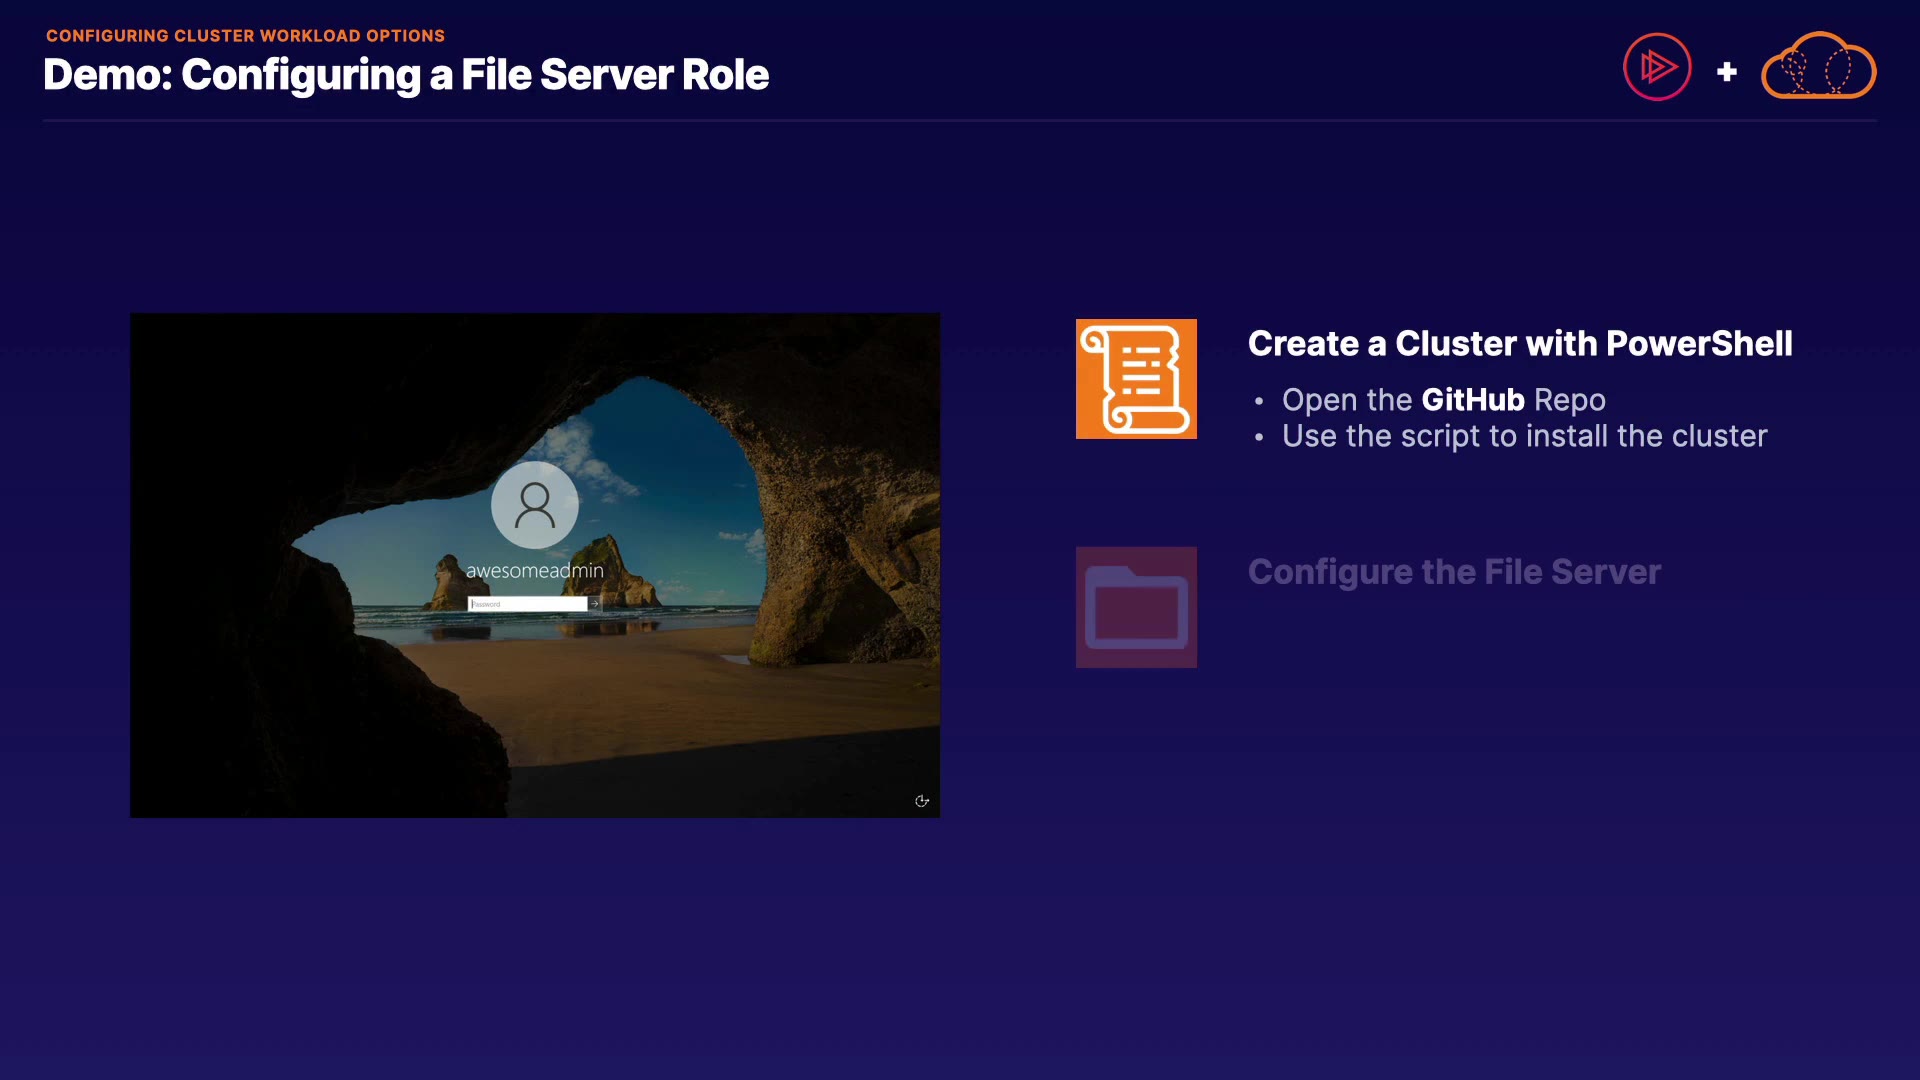 CONFIGURING CLUSTER WORKLOAD OPTIONS
Demo: Configuring a File Server Role
+
awesomeadmin
Password
Create a Cluster with PowerShell
• Open the GitHub Repo
• Use the script to install the cluster
Configure the File Server